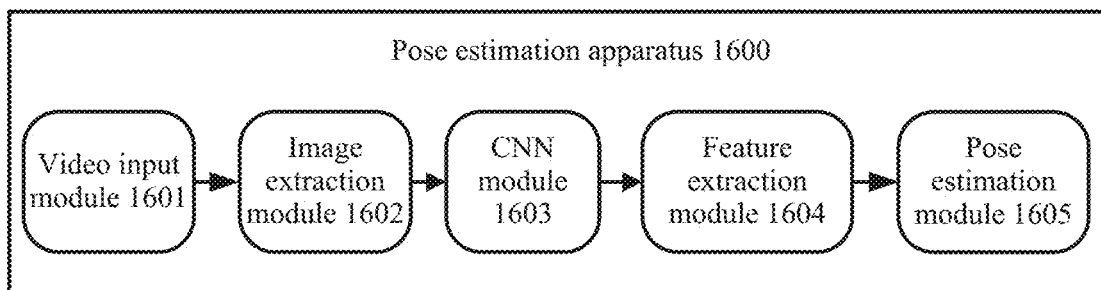 Pose estimation apparatus 1600
Video input
module 1601
Image
extraction
module 1602
CNN
module
1603
Feature
extraction
module 1604
Pose
estimation
module 1605